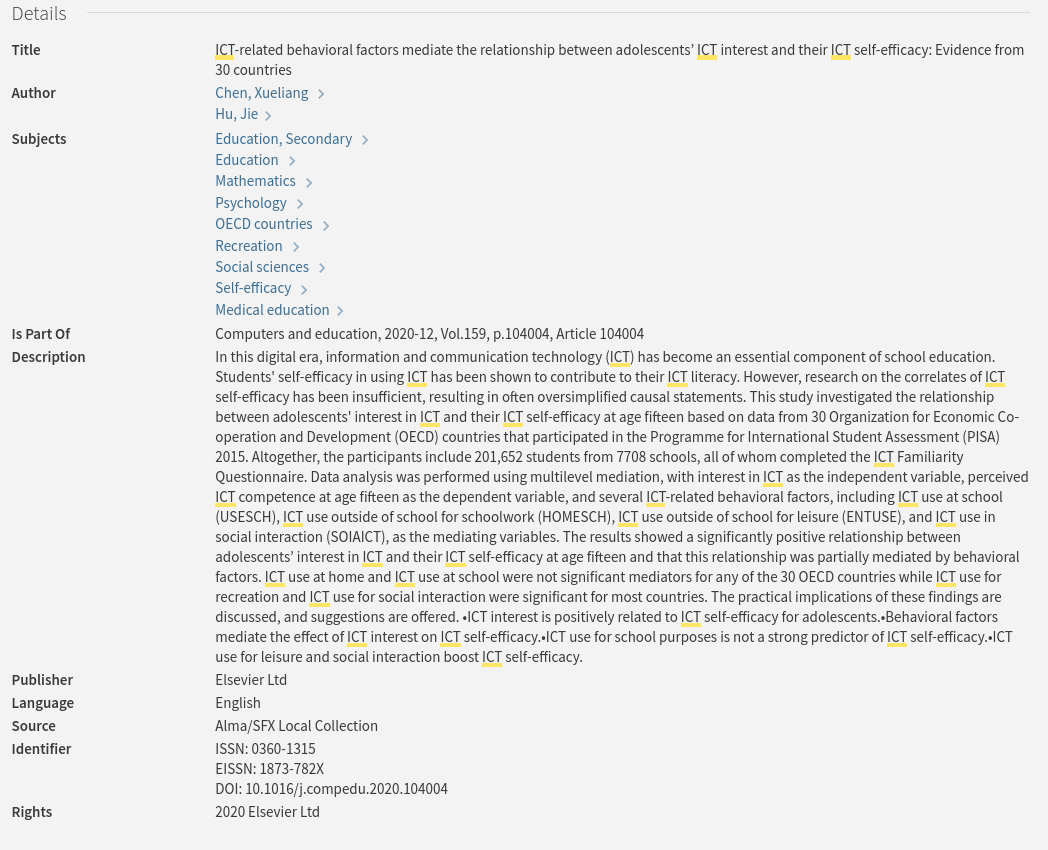 Details
Title
ICT-related behavioral factors mediate the relationship between adolescents’ ICT interest and their ICT self-efficacy: Evidence from
30 countries
Author
Chen, Xueliang
Hu, Jie
Subjects
Education, Secondary
Education
Mathematics
Psychology
OECD countries
Recreation
Social sciences
Self-efficacy
Medical education
Is Part Of
Computers and education, 2020-12, Vol.159, p.104004, Article 104004
Description
In this digital era, information and communication technology (ICT) has become an essential component of school education.
Students' self-efficacy in using ICT has been shown to contribute to their ICT literacy. However, research on the correlates of ICT
self-efficacy has been insufficient, resulting in often oversimplified causal statements. This study investigated the relationship
between adolescents' interest in ICT and their ICT self-efficacy at age fifteen based on data from 30 Organization for Economic Co-
operation and Development (OECD) countries that participated in the Programme for International Student Assessment (PISA)
2015. Altogether, the participants include 201,652 students from 7708 schools, all of whom completed the ICT Familiarity
Questionnaire. Data analysis was performed using multilevel mediation, with interest in ICT as the independent variable, perceived
ICT competence at age fifteen as the dependent variable, and several ICT-related behavioral factors, including ICT use at school
(USESCH), ICT use outside of school for schoolwork (HOMESCH), ICT use outside of school for leisure (ENTUSE), and ICT use in
social interaction (SOIAICT), as the mediating variables. The results showed a significantly positive relationship between
adolescents’ interest in ICT and their ICT self-efficacy at age fifteen and that this relationship was partially mediated by behavioral
factors. ICT use at home and ICT use at school were not significant mediators for any of the 30 OECD countries while ICT use for
recreation and ICT use for social interaction were significant for most countries. The practical implications of these findings are
discussed, and suggestions are offered. •ICT interest is positively related to ICT self-efficacy for adolescents.•Behavioral factors
mediate the effect of ICT interest on ICT self-efficacy.•ICT use for school purposes is not a strong predictor of ICT self-efficacy.•ICT
use for leisure and social interaction boost ICT self-efficacy.
Publisher
Elsevier Ltd
Language
English
Source
Alma/SFX Local Collection
Identifier
ISSN: 0360-1315
EISSN: 1873-782X
DOI: 10.1016/j.compedu.2020.104004
Rights
2020 Elsevier Ltd